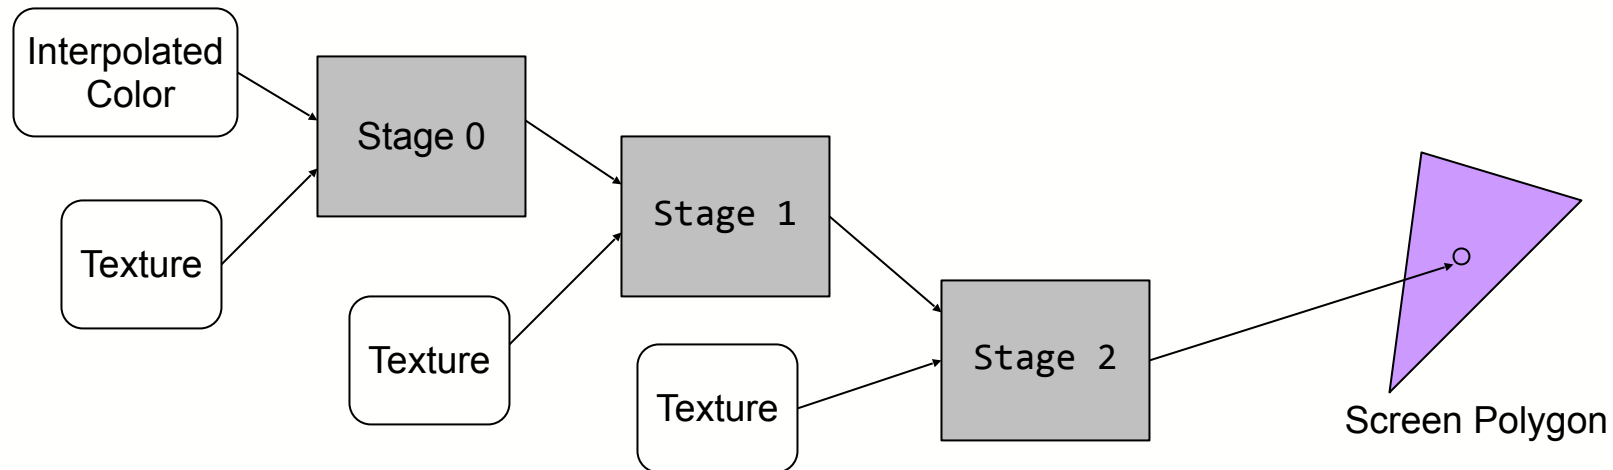 Interpolated
Color
Stage 0
Texture
Stage 1
Texture
Stage 2
Texture
Screen Polygon